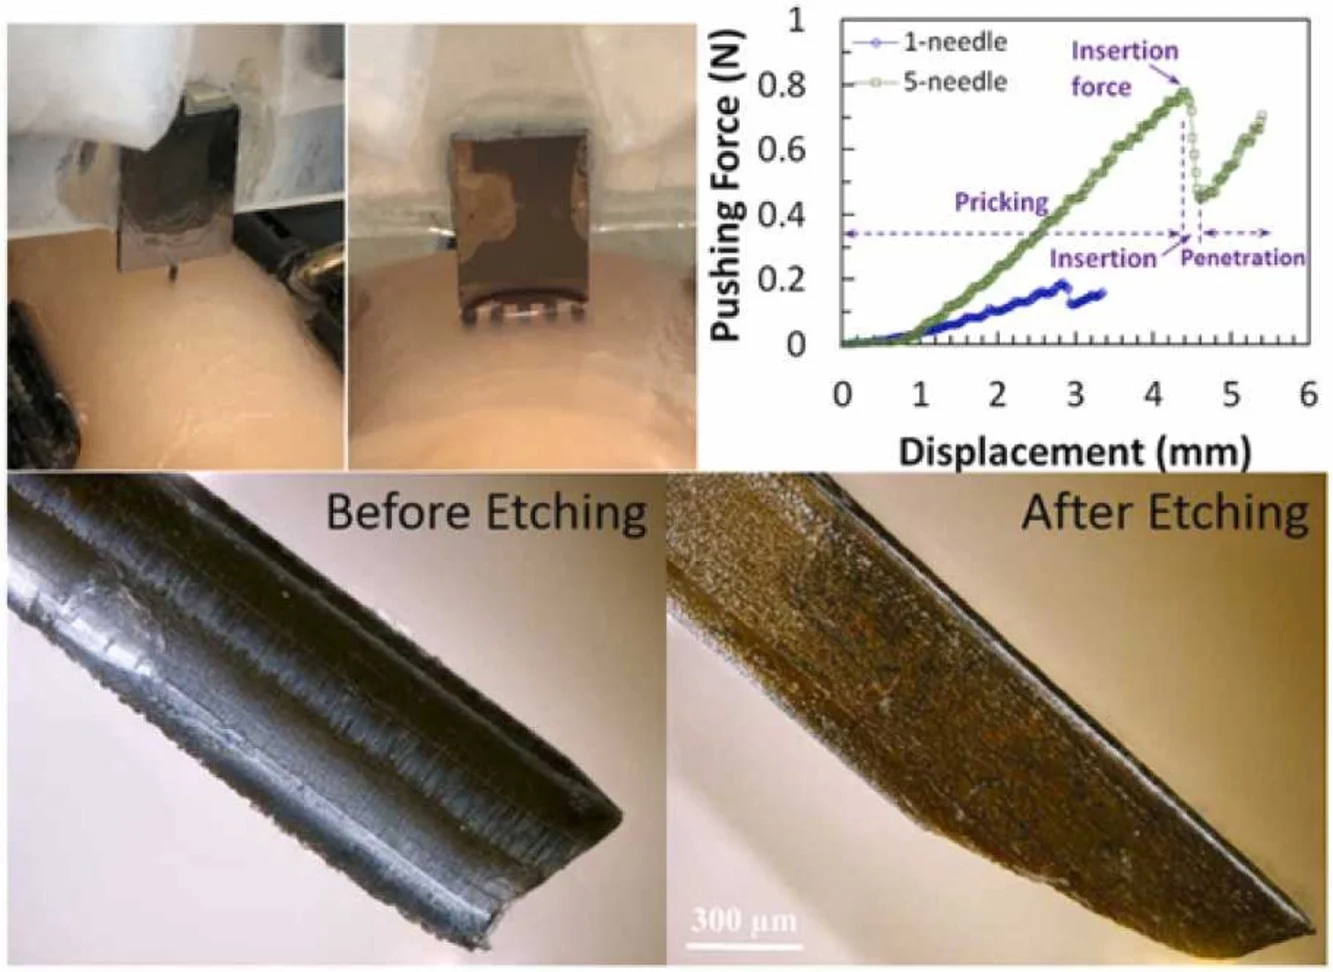 Pushing Force (N)
1
0.8
0.6
0.4
0.2
0
1-needle
5-needle
Insertion
force
Pricking
Insertion
Penetration
0 1 2 3 4 5 6
Displacement (mm)
Before Etching
After Etching
300 μm